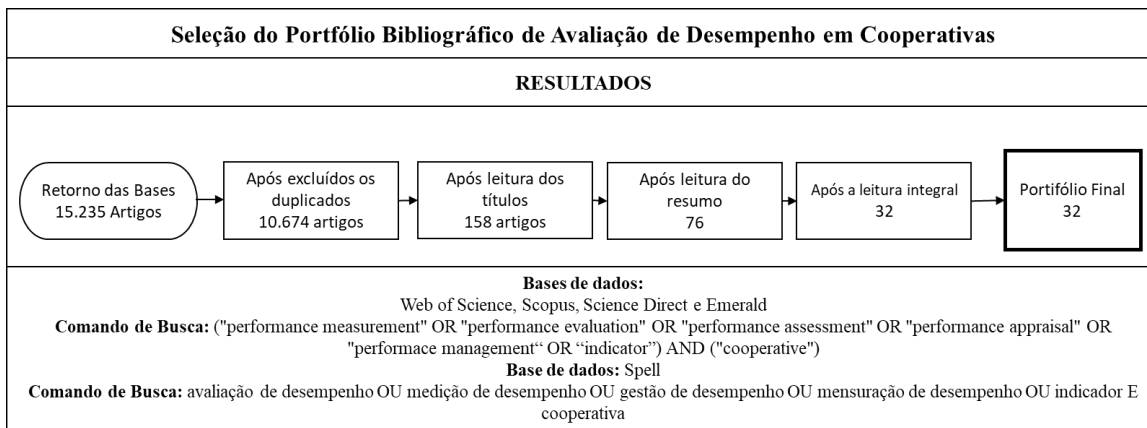 Seleção do Portfólio Bibliográfico de Avaliação de Desempenho em Cooperativas
RESULTADOS
Retorno das Bases
15.235 Artigos
Após excluídos os
duplicados
10.674 artigos
Após leitura dos
títulos
158 artigos
Após leitura do
resumo
76
Após a leitura integral
32
Portifólio Final
32
Bases de dados:
Web of Science, Scopus, Science Direct e Emerald
Comando de Busca: ("performance measurement" OR "performance evaluation" OR "performance assessment" OR "performance appraisal" OR
"performace management“ OR “indicator”) AND ("cooperative")
Base de dados: Spell
Comando de Busca: avaliação de desempenho OU medição de desempenho OU gestão de desempenho OU mensuração de desempenho OU indicador E
cooperativa